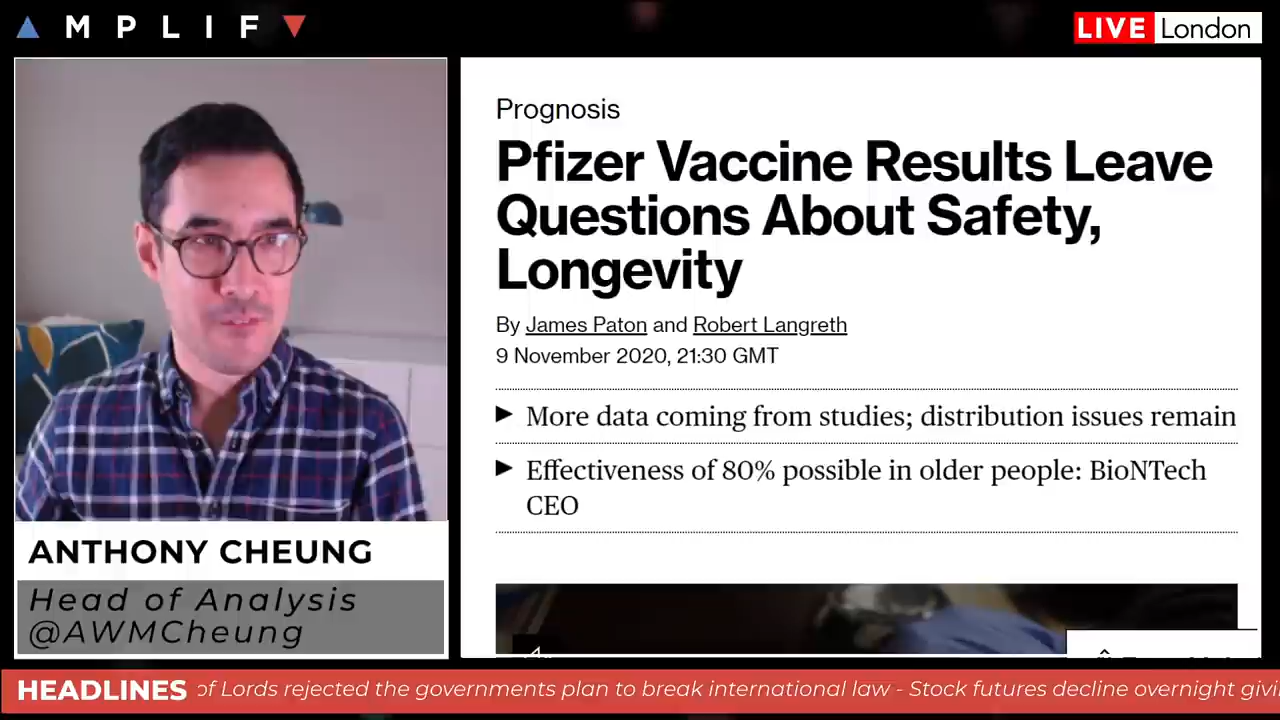 ▲ M P L I F ▼
LIVE London
Prognosis
Pfizer Vaccine Results Leave
Questions About Safety,
Longevity
By James Paton and Robert Langreth
9 November 2020, 21:30 GMT
More data coming from studies; distribution issues remain
Effectiveness of 80% possible in older people: BioNTech
CEO
ANTHONY CHEUNG
Head of Analysis
@AWMCheung
HEADLINES of Lords rejected the governments plan to break international law - Stock futures decline overnight givi